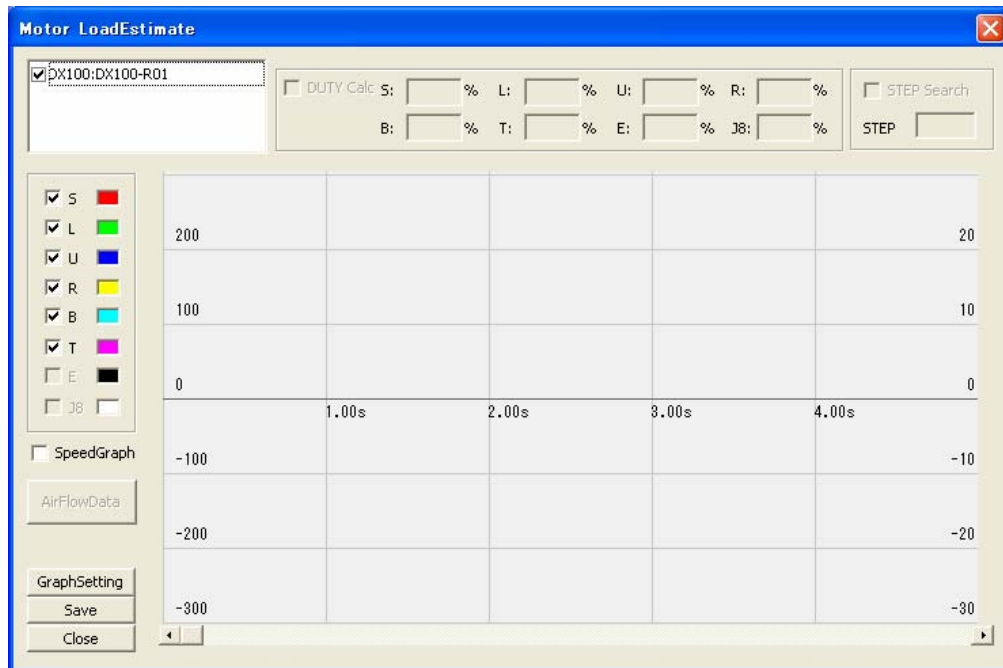 Motor LoadEstimate
DX100:DX100-R01
DUTY Calc S: % L: % U: % R: %
B: % T: % E: % J8: %
STEP Search
STEP
S
L
U
R
B
T
E
J8
SpeedGraph
AirFlowData
GraphSetting
Save
Close
200 20
100 10
0 0
1.00s 2.00s 3.00s 4.00s
-100 -10
-200 -20
-300 -30